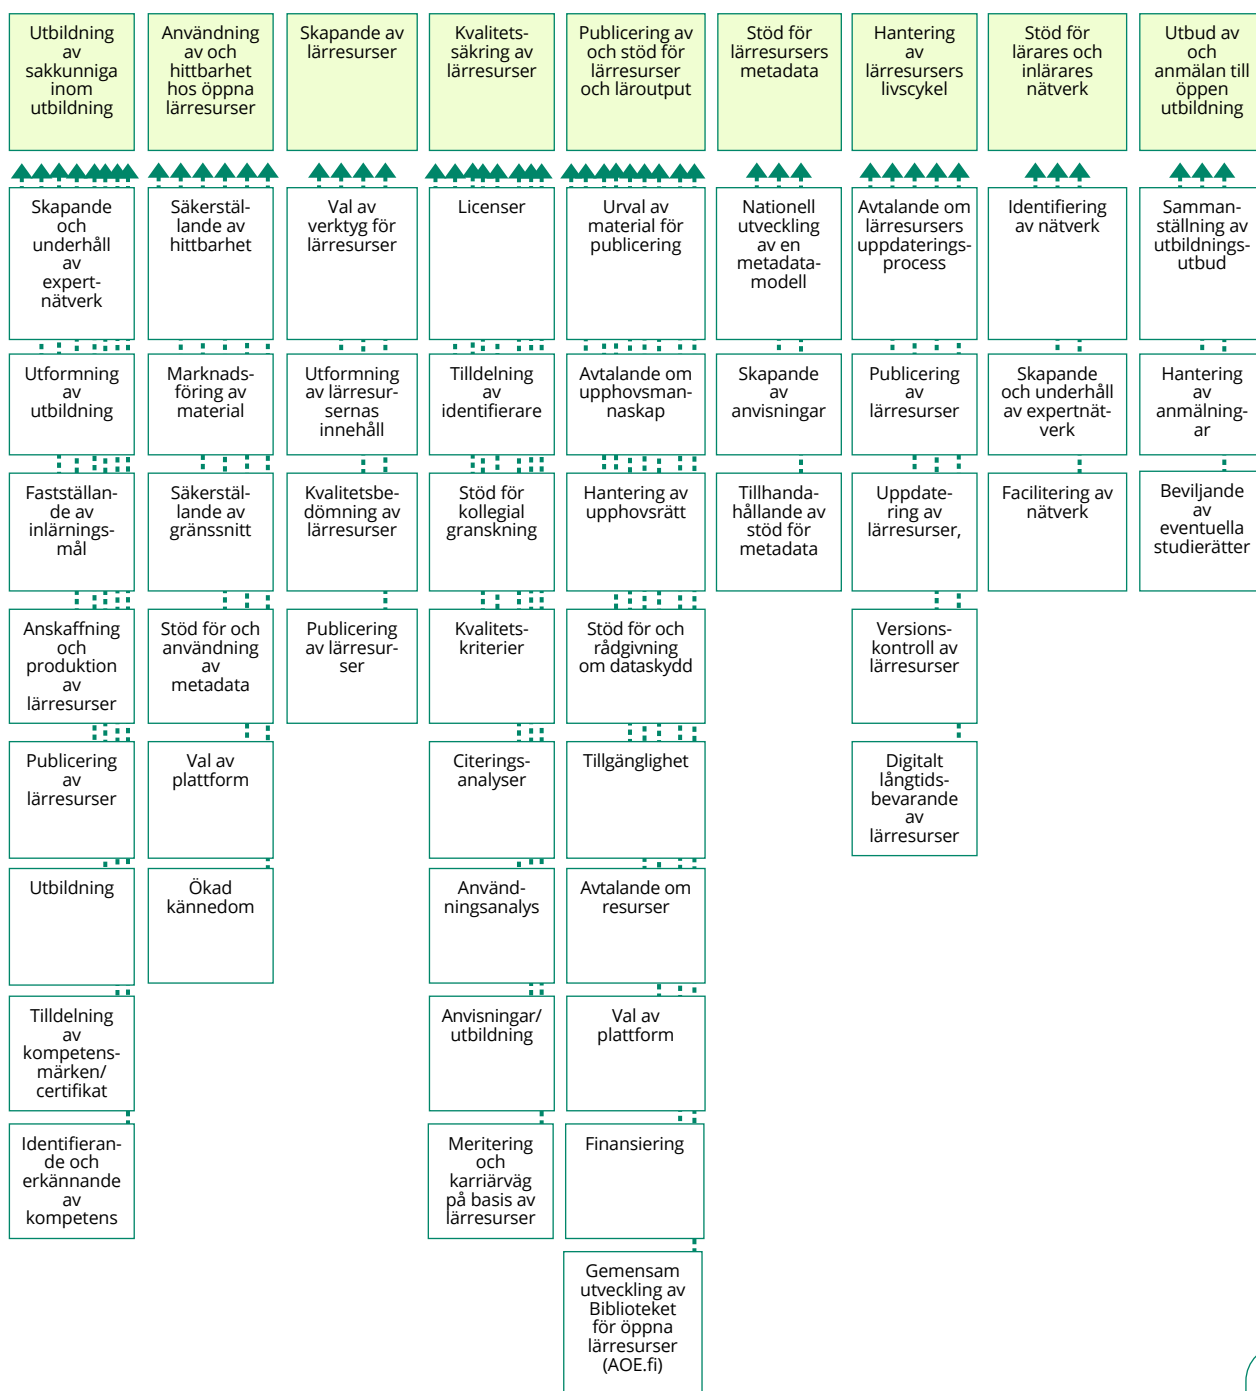 Utbildning
av
sakkunniga
inom
utbildning
Användning
av och
hittbarhet
hos öppna
lärresurser
Skapande av
lärresurser
Kvalitets-
säkring av
lärresurser
Publicering av
och stöd för
lärresurser
och läroutput
Stöd för
lärresursers
metadata
Hantering
av
lärresursers
livscykel
Stöd för
lärares och
inlärares
nätverk
Utbud av
och
anmälan till
öppen
utbildning
Skapande
och
underhåll
av
expert-
nätverk
Säkerstäl-
lande av
hittbarhet
Val av
verktyg för
lärresurser
Licenser
Urval av
material för
publicering
Nationell
utveckling
av en
metadata-
modell
Avtalande om
lärresursers
uppdaterings-
process
Identifiering
av nätverk
Samman-
ställning av
utbildnings-
utbud
Utformning
av
utbildning
Marknads-
föring av
material
Utformning
av lärresur-
sernas
innehåll
Tilldelning
av
identifierare
Avtalande om
upphovsman-
naskap
Skapande
av
anvisningar
Publicering
av
lärresurser
Skapande
och underhåll
av expertnät-
verk
Hantering
av
anmälning-
ar
Fastställan-
de av
inlärnings-
mål
Säkerstäl-
lande av
gränssnitt
Kvalitetsbe-
dömning av
lärresurser
Stöd för
kollegial
granskning
Hantering av
upphovsrätt
Tillhanda-
hållande av
stöd för
metadata
Uppdate-
ring av
lärresurser,
Facilitering av
nätverk
Beviljande
av
eventuella
studierätter
Anskaffning
och
produktion
av
lärresurser
Stöd för och
användning
av
metadata
Publicering
av lärresur-
ser
Kvalitets-
kriterier
Stöd för och
rådgivning
om dataskydd
Versions-
kontroll av
lärresurser
Publicering
av
lärresurser
Val av
plattform
Citerings-
analyser
Tillgänglighet
Digitalt
långtids-
bevarande
av
lärresurser
Utbildning
Ökad
kännedom
Använd-
ningsanalys
Avtalande om
resurser
Tilldelning
av
kompetens-
märken/
certifikat
Anvisningar/
utbildning
Val av
plattform
Identifieran-
de och
erkännande
av
kompetens
Meritering
och
karriärväg
på basis av
lärresurser
Finansiering
Gemensam
utveckling av
Biblioteket
för öppna
lärresurser
(AOE.fi)